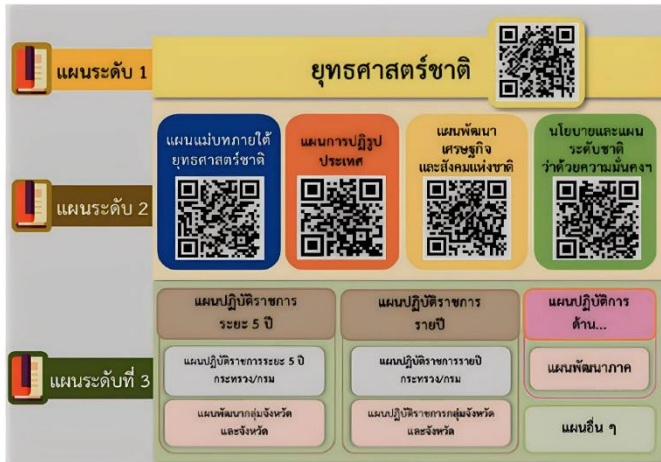 แผนระดับ 1
ยุทธศาสตร์ชาติ
แผนระดับ 2
แผนแม่บทภายใต้
ยุทธศาสตร์ชาติ
แผนการปฏิรูป
ประเทศ
แผนพัฒนา
เศรษฐกิจ
และสังคมแห่งชาติ
นโยบายและแผน
ระดับชาติ
ว่าด้วยความมั่นคงฯ
แผนระดับที่ 3
แผนปฏิบัติราชการ
ระยะ 5 ปี
แผนปฏิบัติราชการระยะ 5 ปี
กระทรวง/กรม
แผนพัฒนากลุ่มจังหวัด
และจังหวัด
แผนปฏิบัติราชการ
รายปี
แผนปฏิบัติราชการรายปี
กระทรวง/กรม
แผนปฏิบัติราชการกลุ่มจังหวัด
และจังหวัด
แผนปฏิบัติการ
ด้าน...
แผนพัฒนาภาค
แผนอื่น ๆ